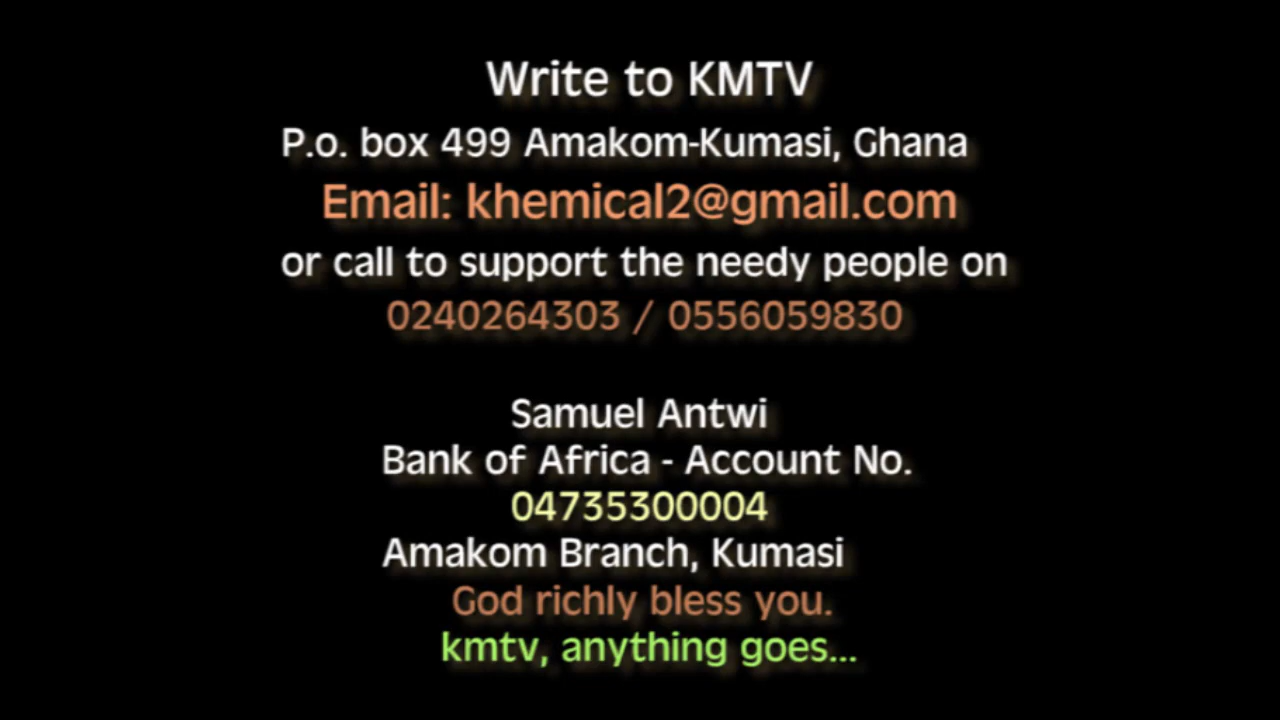 Write to KMTV
P.o. box 499 Amakom-Kumasi, Ghana
Email: khemical2@gmail.com
or call to support the needy people on
0240264303 / 0556059830
Samuel Antwi
Bank of Africa - Account No.
04735300004
Amakom Branch, Kumasi
God richly bless you.
kmtv, anything goes...